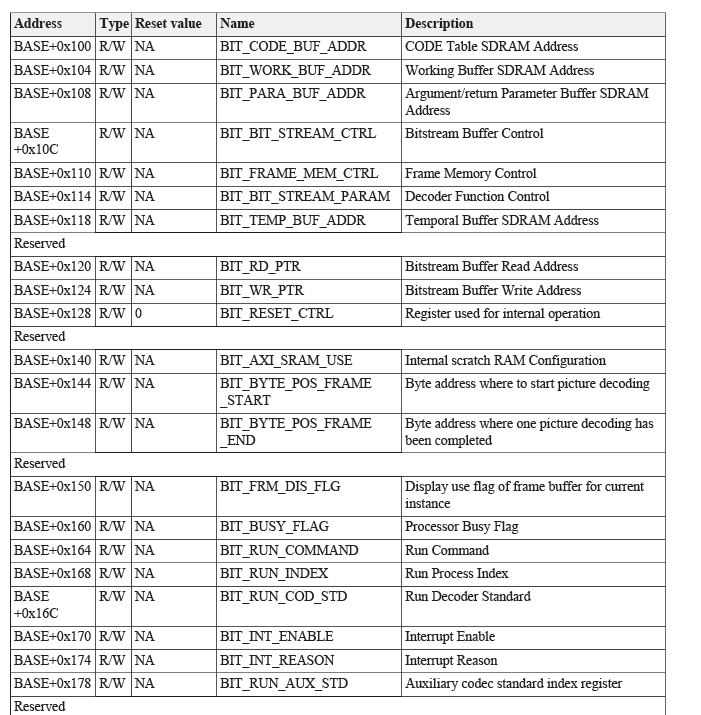 Address Type Reset value Name Description
BASE+0x100 R/W NA BIT_CODE_BUF_ADDR CODE Table SDRAM Address
BASE+0x104 R/W NA BIT_WORK_BUF_ADDR Working Buffer SDRAM Address
BASE+0x108 R/W NA BIT_PARA_BUF_ADDR Argument/return Parameter Buffer SDRAM
Address
BASE R/W NA BIT_BIT_STREAM_CTRL Bitstream Buffer Control
+0x10C
BASE+0x110 R/W NA BIT_FRAME_MEM_CTRL Frame Memory Control
BASE+0x114 R/W NA BIT_BIT_STREAM_PARAM Decoder Function Control
BASE+0x118 R/W NA BIT_TEMP_BUF_ADDR Temporal Buffer SDRAM Address
Reserved
BASE+0x120 R/W NA BIT_RD_PTR Bitstream Buffer Read Address
BASE+0x124 R/W NA BIT_WR_PTR Bitstream Buffer Write Address
BASE+0x128 R/W 0 BIT_RESET_CTRL Register used for internal operation
Reserved
BASE+0x140 R/W NA BIT_AXI_SRAM_USE Internal scratch RAM Configuration
BASE+0x144 R/W NA BIT_BYTE_POS_FRAME Byte address where to start picture decoding
_START
BASE+0x148 R/W NA BIT_BYTE_POS_FRAME Byte address where one picture decoding has
_END been completed
Reserved
BASE+0x150 R/W NA BIT_FRM_DIS_FLG Display use flag of frame buffer for current
instance
BASE+0x160 R/W NA BIT_BUSY_FLAG Processor Busy Flag
BASE+0x164 R/W NA BIT_RUN_COMMAND Run Command
BASE+0x168 R/W NA BIT_RUN_INDEX Run Process Index
BASE R/W NA BIT_RUN_COD_STD Run Decoder Standard
+0x16C
BASE+0x170 R/W NA BIT_INT_ENABLE Interrupt Enable
BASE+0x174 R/W NA BIT_INT_REASON Interrupt Reason
BASE+0x178 R/W NA BIT_RUN_AUX_STD Auxiliary codec standard index register
Reserved